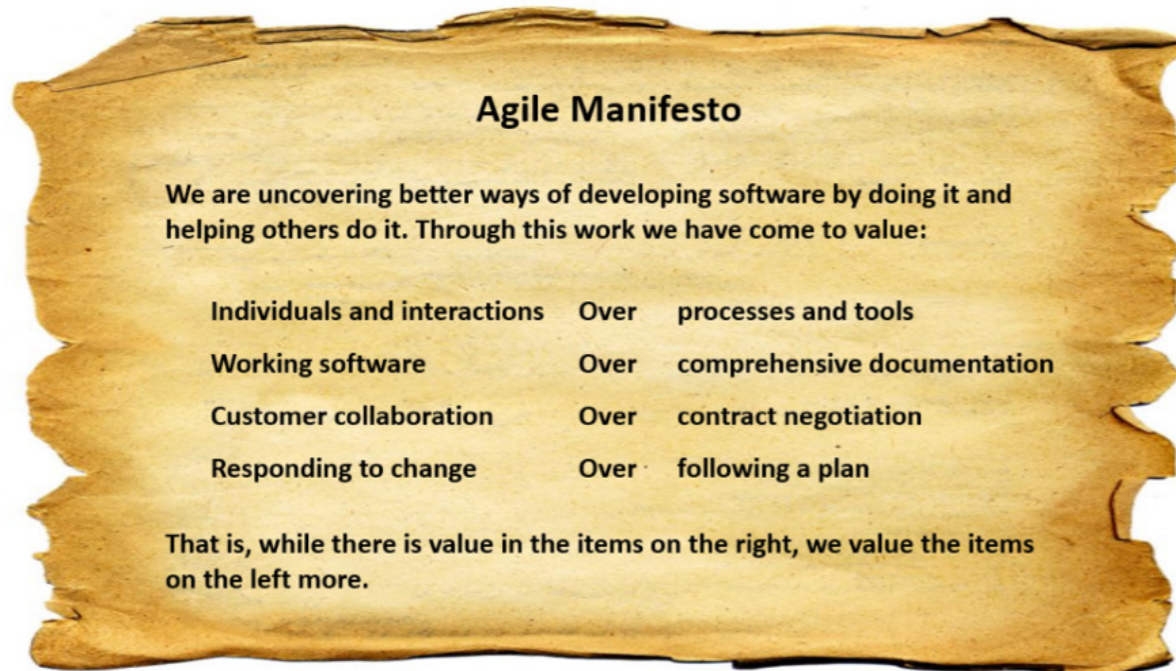 Agile Manifesto
We are uncovering better ways of developing software by doing it and
helping others do it. Through this work we have come to value:
Individuals and interactions Over processes and tools
Working software Over comprehensive documentation
Customer collaboration Over contract negotiation
Responding to change Over following a plan
That is, while there is value in the items on the right, we value the items
on the left more.